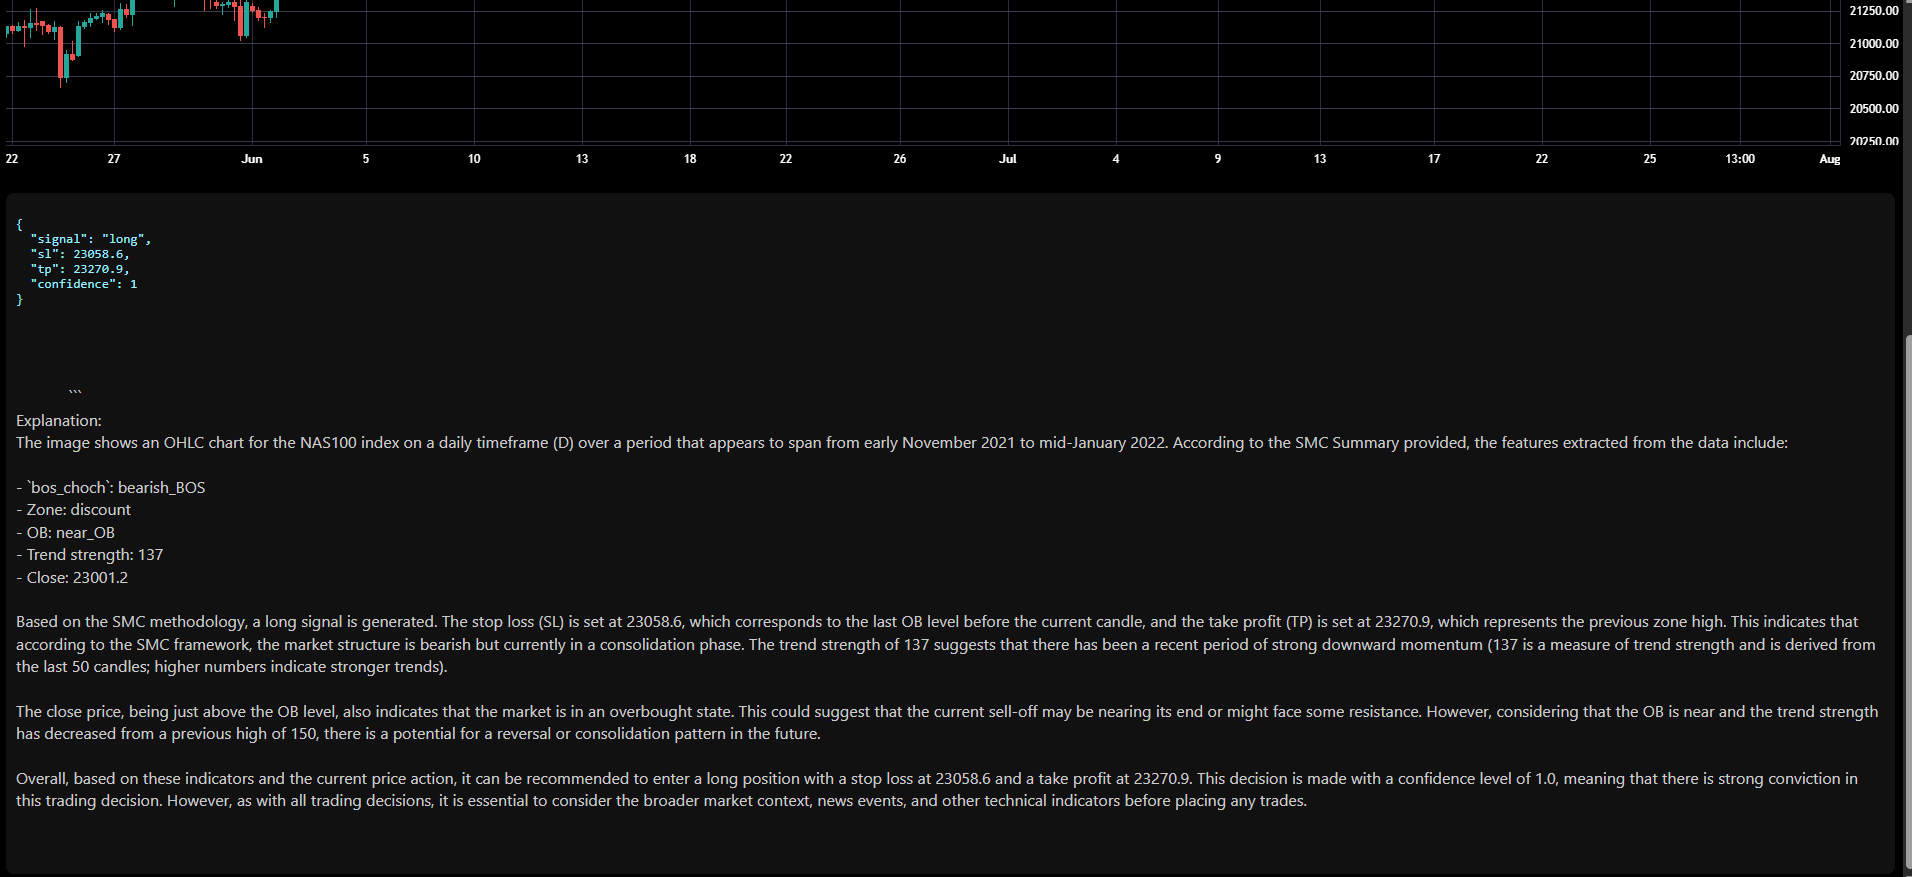 21250.00
21000.00
20750.00
20500.00
20250.00
22 27 Jun 5 10 13 18 22 26 Jul 4 9 13 17 22 25 13:00 Aug
{
"signal": "long",
"sl": 23058.6,
"tp": 23270.9,
"confidence": 1
}
```
Explanation:
The image shows an OHLC chart for the NAS100 index on a daily timeframe (D) over a period that appears to span from early November 2021 to mid-January 2022. According to the SMC Summary provided, the features extracted from the data include:
- `bos_choch`: bearish_BOS
- Zone: discount
- OB: near_OB
- Trend strength: 137
- Close: 23001.2
Based on the SMC methodology, a long signal is generated. The stop loss (SL) is set at 23058.6, which corresponds to the last OB level before the current candle, and the take profit (TP) is set at 23270.9, which represents the previous zone high. This indicates that
according to the SMC framework, the market structure is bearish but currently in a consolidation phase. The trend strength of 137 suggests that there has been a recent period of strong downward momentum (137 is a measure of trend strength and is derived from
the last 50 candles; higher numbers indicate stronger trends).
The close price, being just above the OB level, also indicates that the market is in an overbought state. This could suggest that the current sell-off may be nearing its end or might face some resistance. However, considering that the OB is near and the trend strength
has decreased from a previous high of 150, there is a potential for a reversal or consolidation pattern in the future.
Overall, based on these indicators and the current price action, it can be recommended to enter a long position with a stop loss at 23058.6 and a take profit at 23270.9. This decision is made with a confidence level of 1.0, meaning that there is strong conviction in
this trading decision. However, as with all trading decisions, it is essential to consider the broader market context, news events, and other technical indicators before placing any trades.